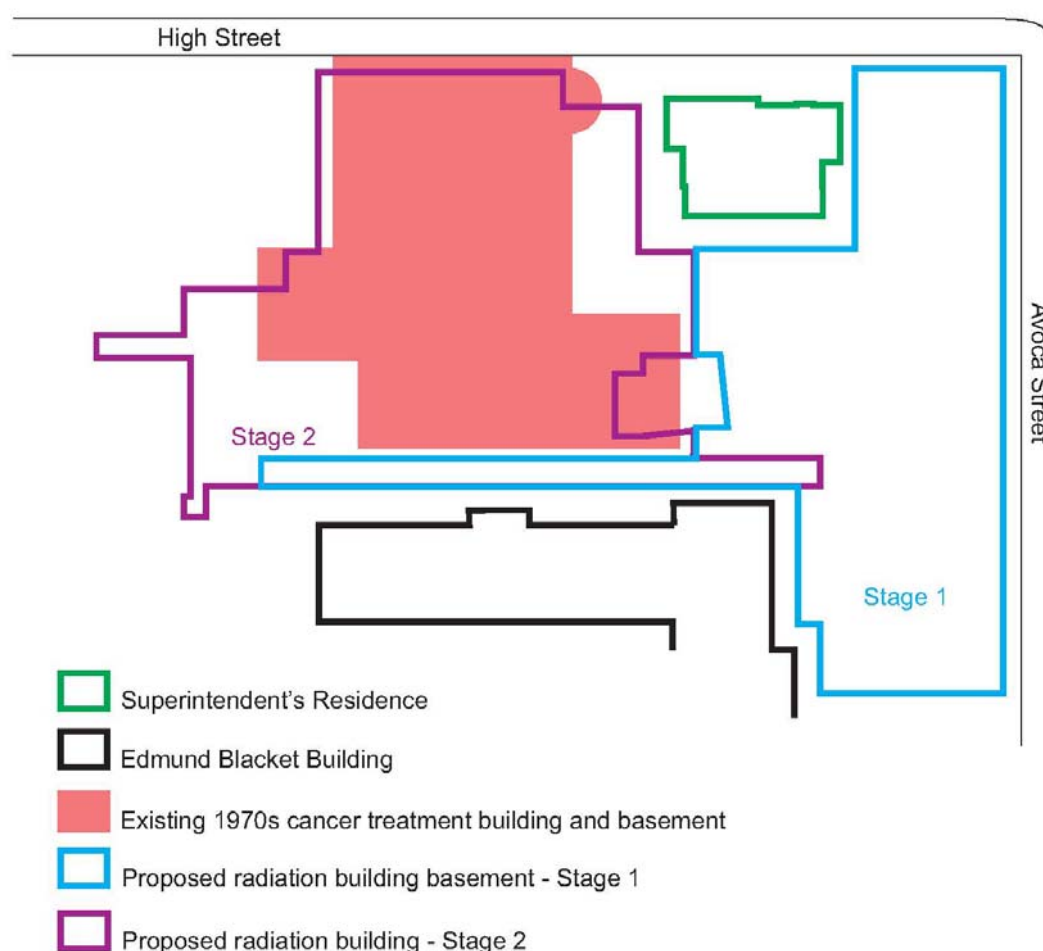 High Street
Avoca Street
Stage 2
Stage 1
Superintendent's Residence
Edmund Blacket Building
Existing 1970s cancer treatment building and basement
Proposed radiation building basement - Stage 1
Proposed radiation building - Stage 2